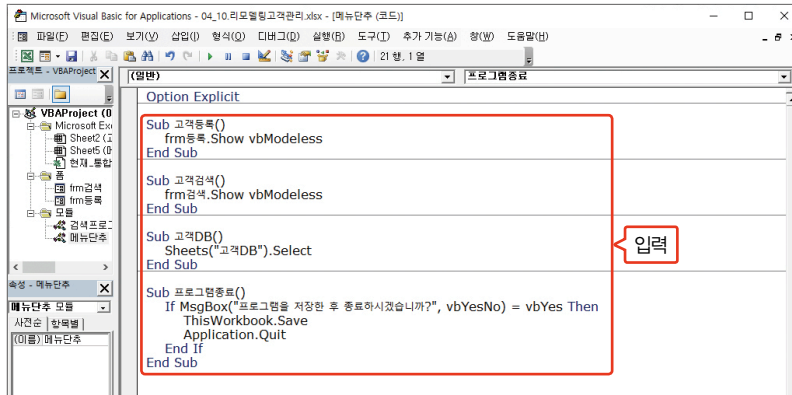 Microsoft Visual Basic for Applications - 04_10.리모델링고객관리.xlsx - [메뉴단추 (코드)]
파일(F) 편집(E) 보기(V) 삽입(I) 형식(O) 디버그(D) 실행(R) 도구(T) 추가 기능(A) 창(W) 도움말(H)
21 행, 1 열
프로젝트 - VBAProject
(일반) 프로그램종료
VBAProject (0
Microsoft Exc
Sheet2 (고
Sheet5 (메
현재_통합
폼
frm검색
frm등록
모듈
검색프로그
메뉴단추
속성 - 메뉴단추
메뉴단추 모듈
사전순 항목별
(이름) 메뉴단추
Option Explicit
Sub 고객등록()
frm등록.Show vbModeless
End Sub
Sub 고객검색()
frm검색.Show vbModeless
End Sub
Sub 고객DB()
Sheets("고객DB").Select
End Sub
Sub 프로그램종료()
If MsgBox("프로그램을 저장한 후 종료하시겠습니까?", vbYesNo) = vbYes Then
ThisWorkbook.Save
Application.Quit
End If
End Sub
입력